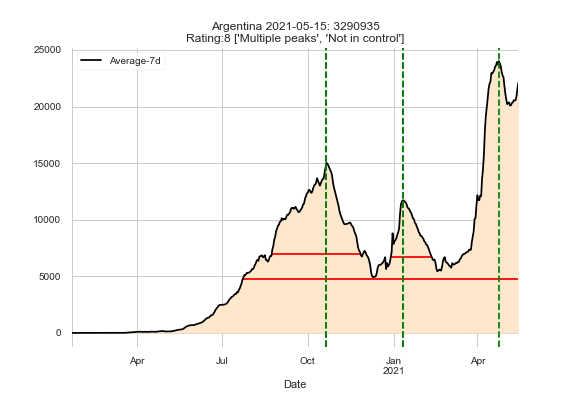 Argentina 2021-05-15: 3290935
Rating:8 ['Multiple peaks', 'Not in control']
25000
Average-7d
20000
15000
10000
5000
0
Apr Jul Oct Jan Apr
2021
Date